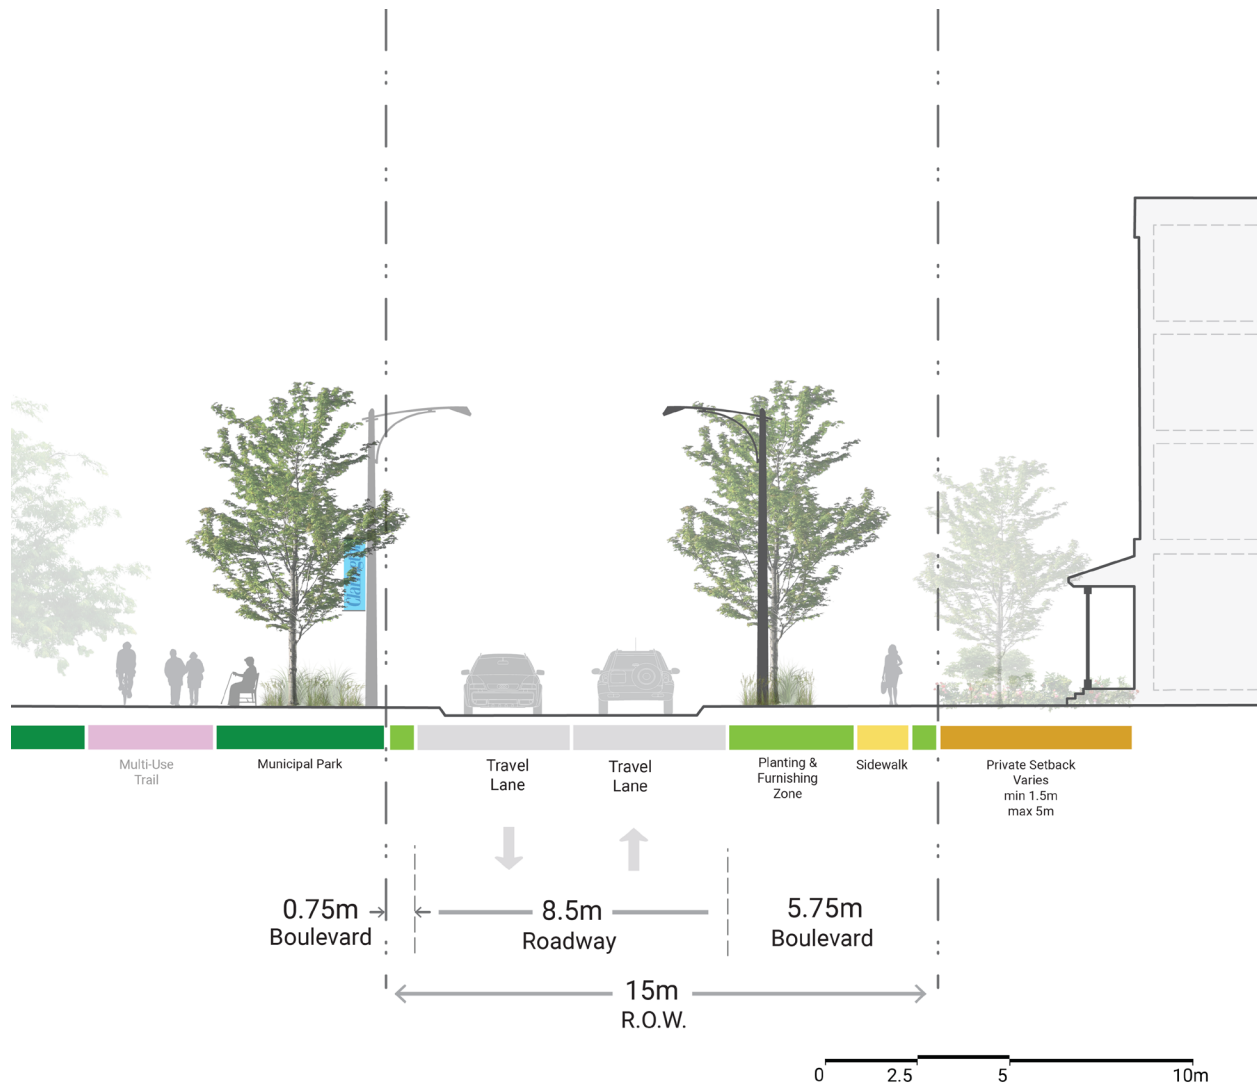 Multi-Use
Trail
Municipal Park
Travel
Lane
Travel
Lane
Planting &
Furnishing
Zone
Sidewalk
Private Setback
Varies
min 1.5m
max 5m
0.75m
Boulevard
8.5m
Roadway
5.75m
Boulevard
15m
R.O.W.
0
2.5
5
10m